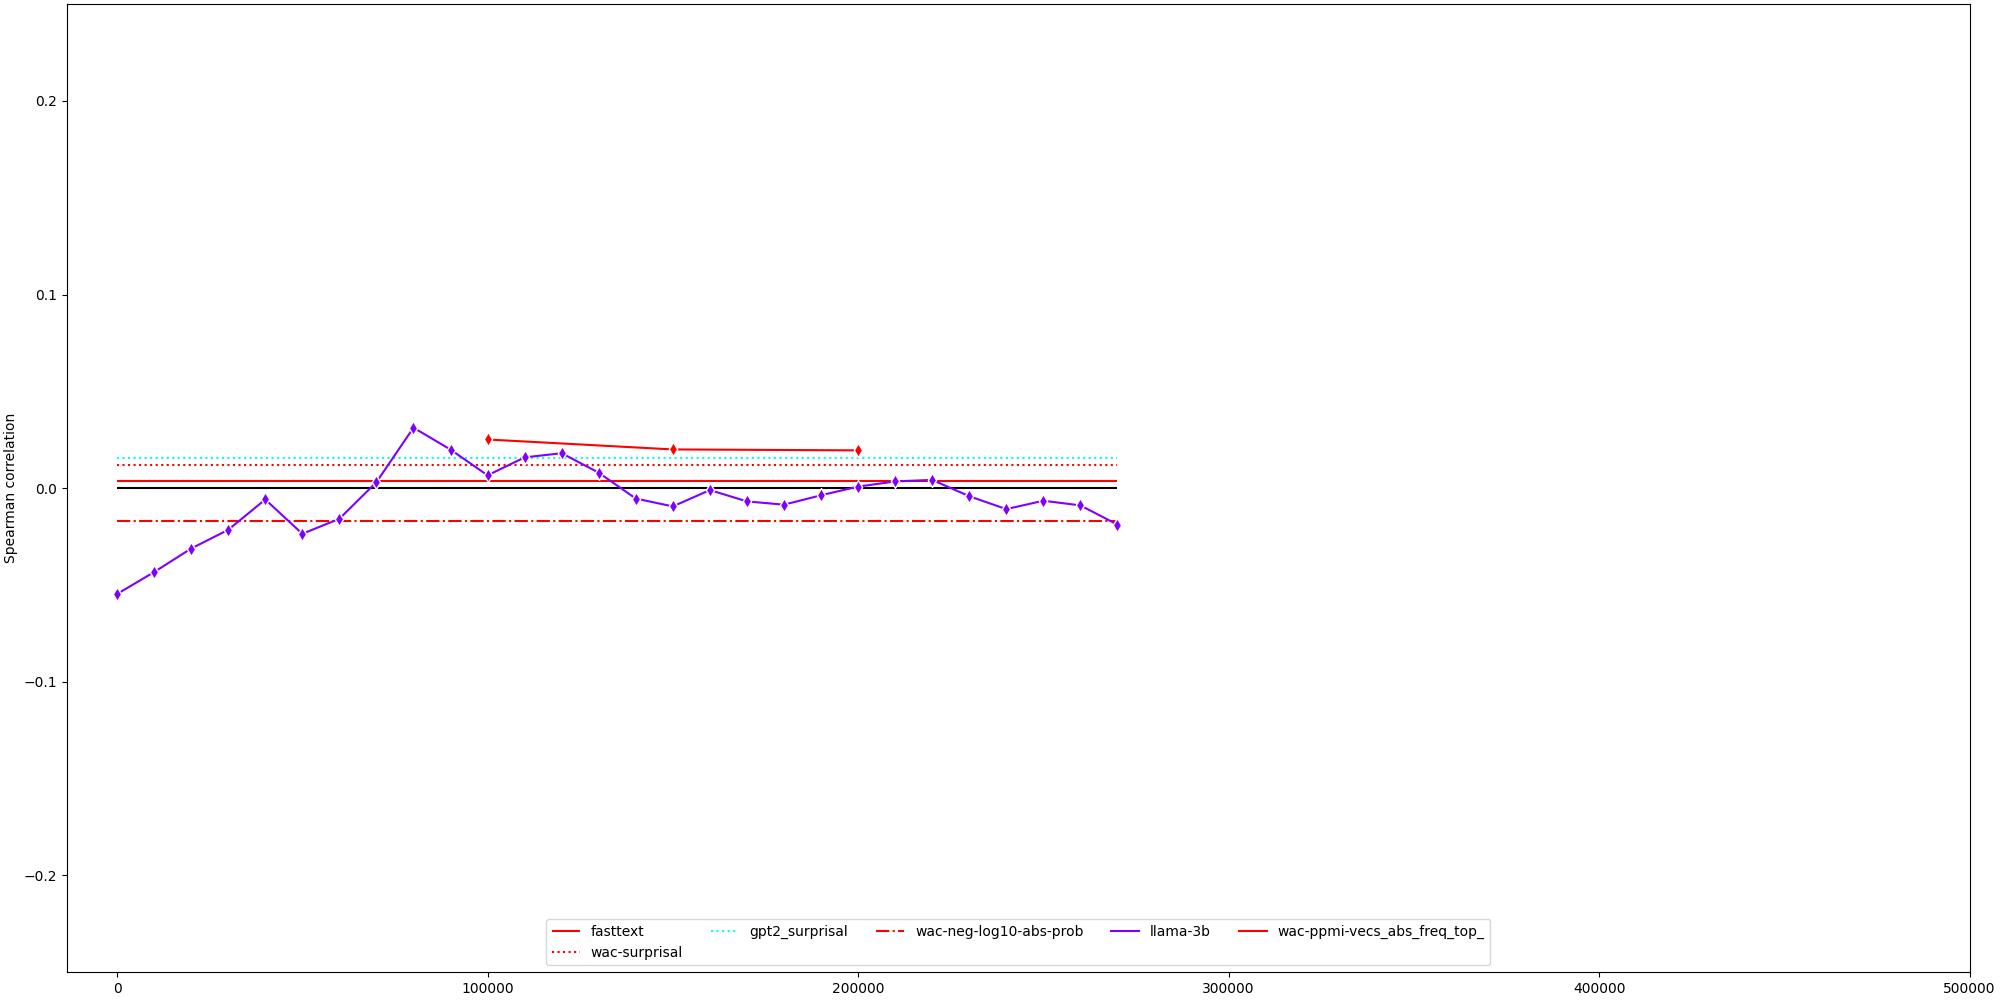 0.2
0.1
0.0
−0.1
−0.2
Spearman correlation
0
100000
200000
300000
400000
500000
fasttext
wac-surprisal
gpt2_surprisal
wac-neg-log10-abs-prob
llama-3b
wac-ppmi-vecs_abs_freq_top_